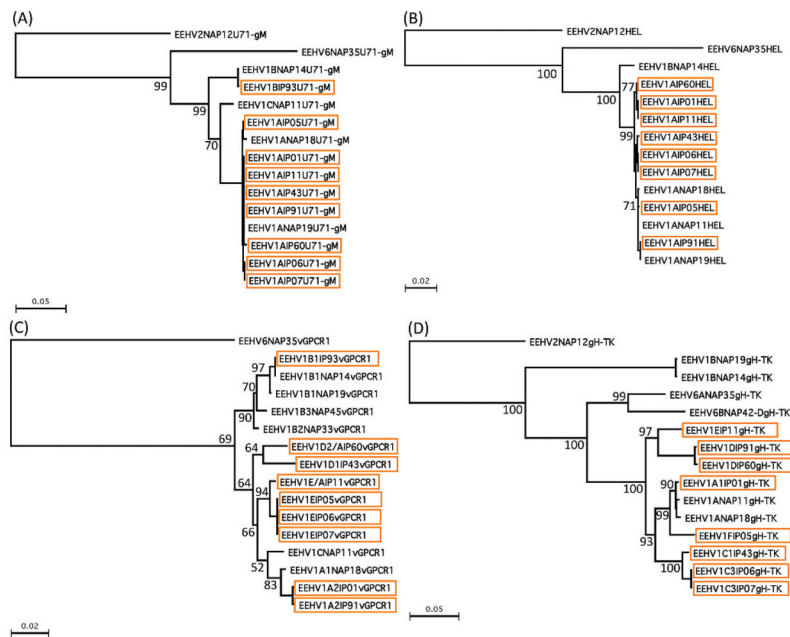 (A)
EEHV2NAP12U71-gM
EEHV6NAP35U71-gM
EEHV1BNAP14U71-gM
EEHV1BIP93U71-gM
EEHV1CNAP11U71-gM
EEHV1AIP05U71-gM
EEHV1ANAP18U71-gM
EEHV1AIP01U71-gM
EEHV1AIP11U71-gM
EEHV1AIP43U71-gM
EEHV1AIP91U71-gM
EEHV1ANAP19U71-gM
EEHV1AIP60U71-gM
EEHV1AIP06U71-gM
EEHV1AIP07U71-gM
99
99
70
0.05
(B)
EEHV2NAP12HEL
EEHV6NAP35HEL
EEHV1BNAP14HEL
EEHV1AIP60HEL
EEHV1AIP01HEL
EEHV1AIP11HEL
EEHV1AIP43HEL
EEHV1AIP06HEL
EEHV1AIP07HEL
EEHV1ANAP18HEL
EEHV1AIP05HEL
EEHV1ANAP11HEL
EEHV1AIP91HEL
EEHV1ANAP19HEL
100
100
77
99
71
0.02
(C)
EEHV6NAP35vGPCR1
EEHV1B1IP93vGPCR1
EEHV1B1NAP14vGPCR1
EEHV1B1NAP19vGPCR1
EEHV1B3NAP45vGPCR1
EEHV1B2NAP33vGPCR1
EEHV1D2/AIP60vGPCR1
EEHV1D1IP43vGPCR1
EEHV1E/AIP11vGPCR1
EEHV1EIP05vGPCR1
EEHV1EIP06vGPCR1
EEHV1EIP07vGPCR1
EEHV1CNAP11vGPCR1
EEHV1A1NAP18vGPCR1
EEHV1A2IP01vGPCR1
EEHV1A2IP91vGPCR1
97
70
90
69
64
64
94
66
52
83
0.02
(D)
EEHV2NAP12gH-TK
EEHV1BNAP19gH-TK
EEHV1BNAP14gH-TK
EEHV6ANAP35gH-TK
EEHV6BNAP42-DgH-TK
EEHV1EIP11gH-TK
EEHV1DIP91gH-TK
EEHV1DIP60gH-TK
EEHV1A1IP01gH-TK
EEHV1ANAP11gH-TK
EEHV1ANAP18gH-TK
EEHV1FIP05gH-TK
EEHV1C1IP43gH-TK
EEHV1C3IP06gH-TK
EEHV1C3IP07gH-TK
100
99
97
100
90
99
93
100
0.05